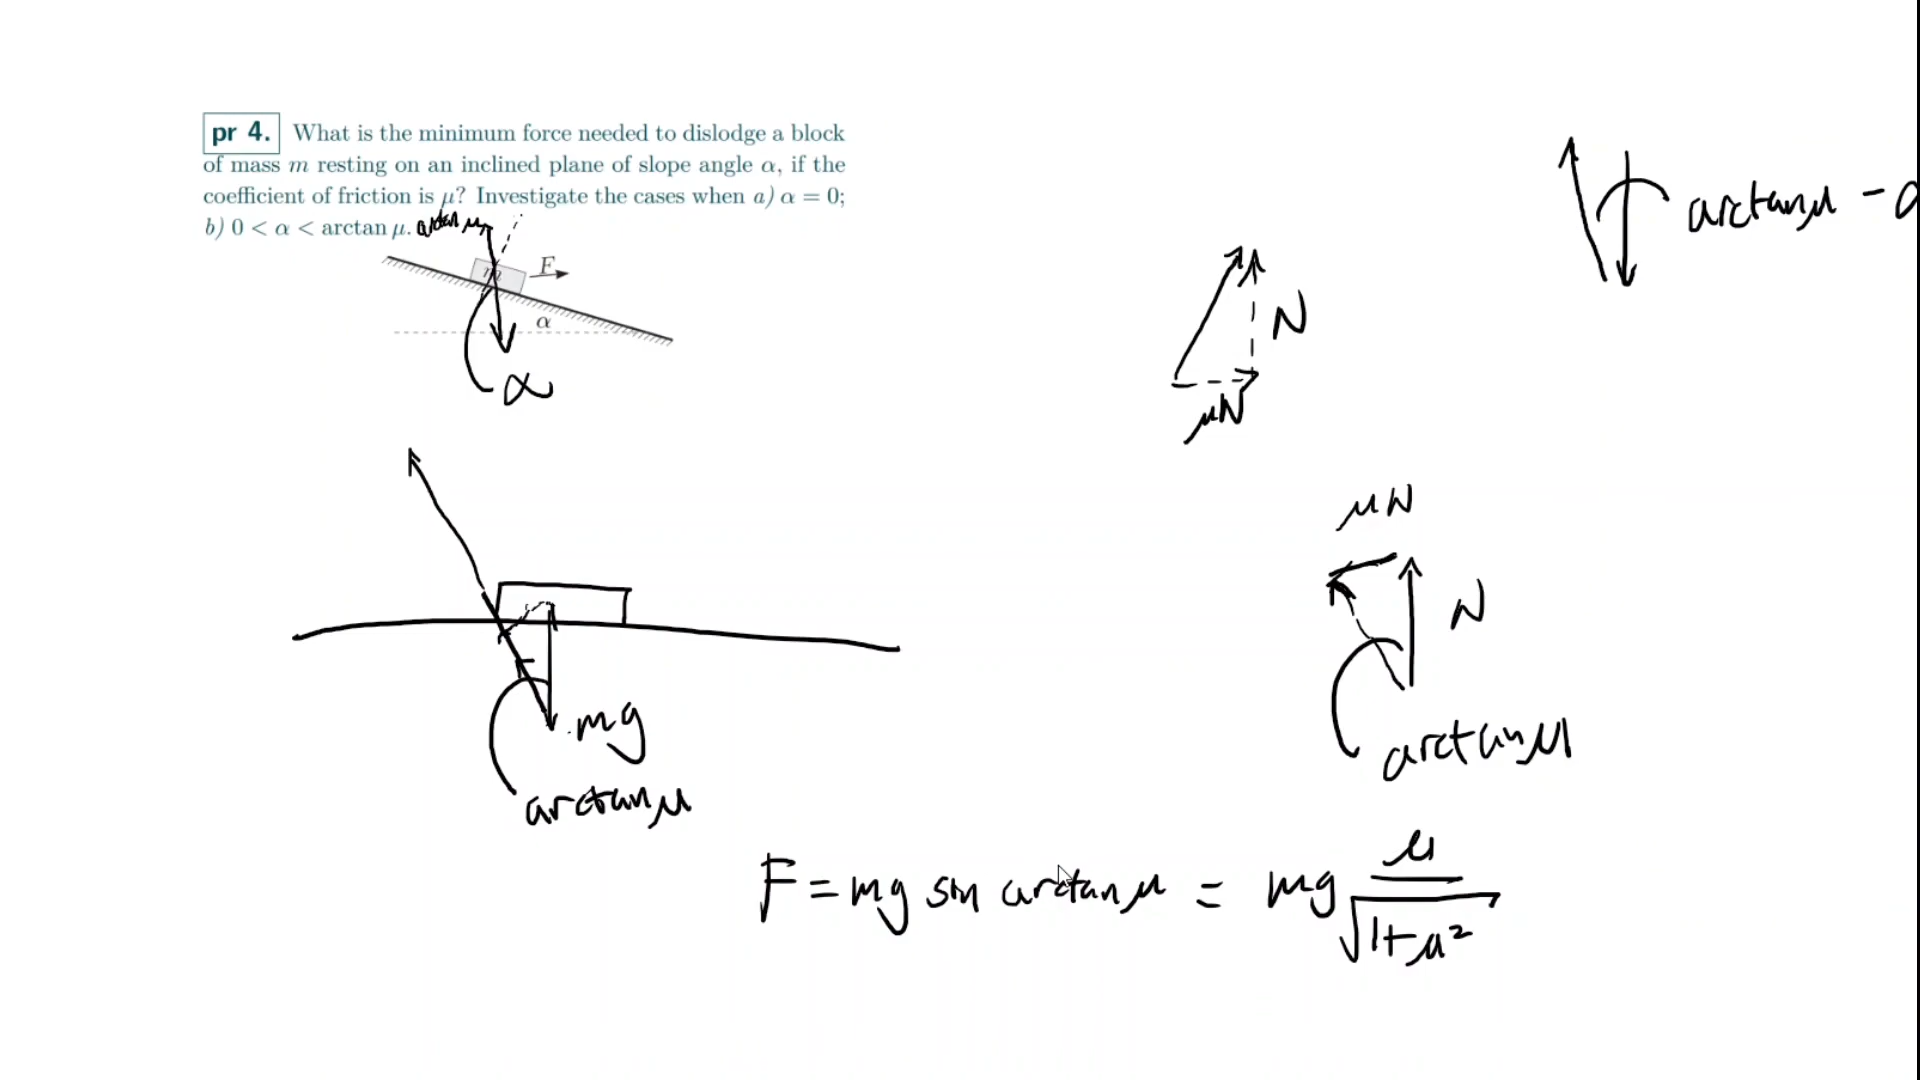 pr 4. What is the minimum force needed to dislodge a block
of mass m resting on an inclined plane of slope angle α, if the
coefficient of friction is μ? Investigate the cases when a) α = 0;
b) 0 < α < arctan μ.
arctan μ
m
F
α
α
arctan μ -
N
μN
μN
N
arctan μ
mg
arctan μ
F = mg sin arctan μ = mg μ/√1+μ²